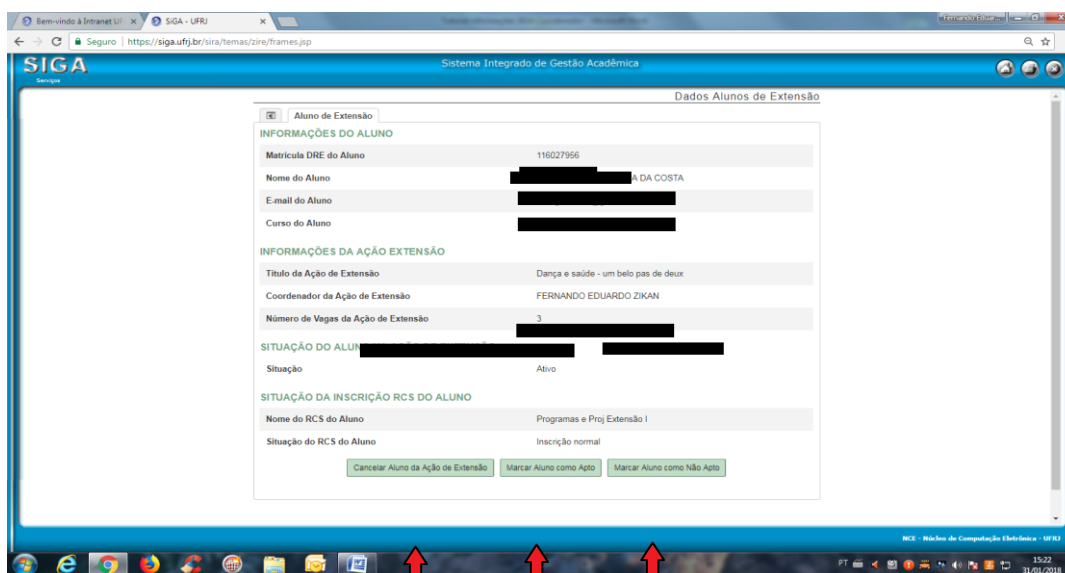 Bem-vindo à Intranet UF
SiGA - UFRJ
Fernando Eduar...
Seguro | https://siga.ufrj.br/sira/temas/zire/frames.jsp
SIGA
Serviços
Sistema Integrado de Gestão Acadêmica
Dados Alunos de Extensão
Aluno de Extensão
INFORMAÇÕES DO ALUNO
Matrícula DRE do Aluno 116027956
Nome do Aluno A DA COSTA
E-mail do Aluno
Curso do Aluno
INFORMAÇÕES DA AÇÃO EXTENSÃO
Título da Ação de Extensão Dança e saúde - um belo pas de deux
Coordenador da Ação de Extensão FERNANDO EDUARDO ZIKAN
Número de Vagas da Ação de Extensão 3
SITUAÇÃO DO ALUN
Situação Ativo
SITUAÇÃO DA INSCRIÇÃO RCS DO ALUNO
Nome do RCS do Aluno Programas e Proj Extensão I
Situação do RCS do Aluno Inscrição normal
Cancelar Aluno da Ação de Extensão Marcar Aluno como Apto Marcar Aluno como Não Apto
NCE - Núcleo de Computação Eletrônica - UFRJ
PT 15:22
31/01/2018